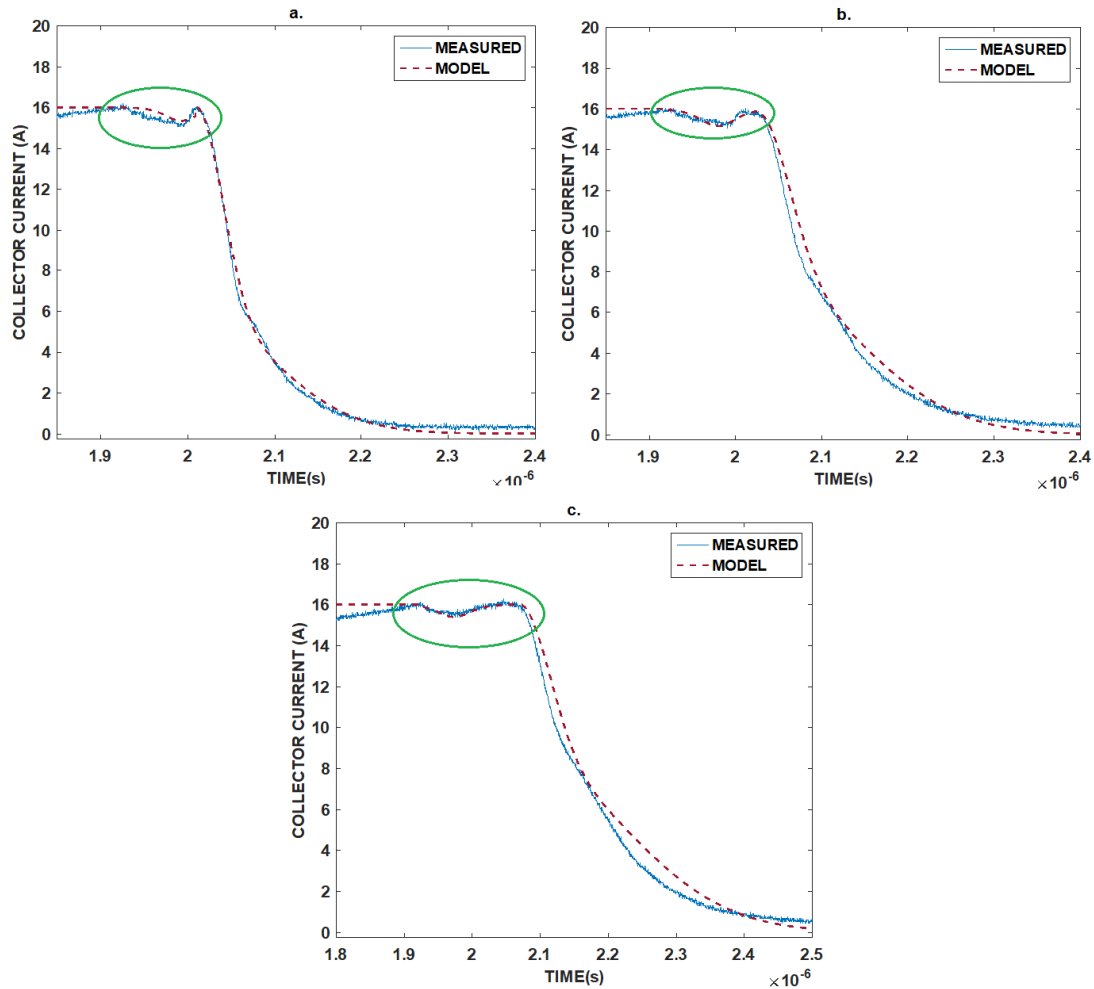 a.
COLLECTOR CURRENT (A)
20
18
16
14
12
10
8
6
4
2
0
MEASURED
MODEL
1.9 2 2.1 2.2 2.3 2.4
TIME(s)
×10-6
b.
COLLECTOR CURRENT (A)
20
18
16
14
12
10
8
6
4
2
0
MEASURED
MODEL
1.9 2 2.1 2.2 2.3 2.4
TIME(s)
×10-6
c.
COLLECTOR CURRENT (A)
20
18
16
14
12
10
8
6
4
2
0
MEASURED
MODEL
1.8 1.9 2 2.1 2.2 2.3 2.4 2.5
TIME(s)
×10-6